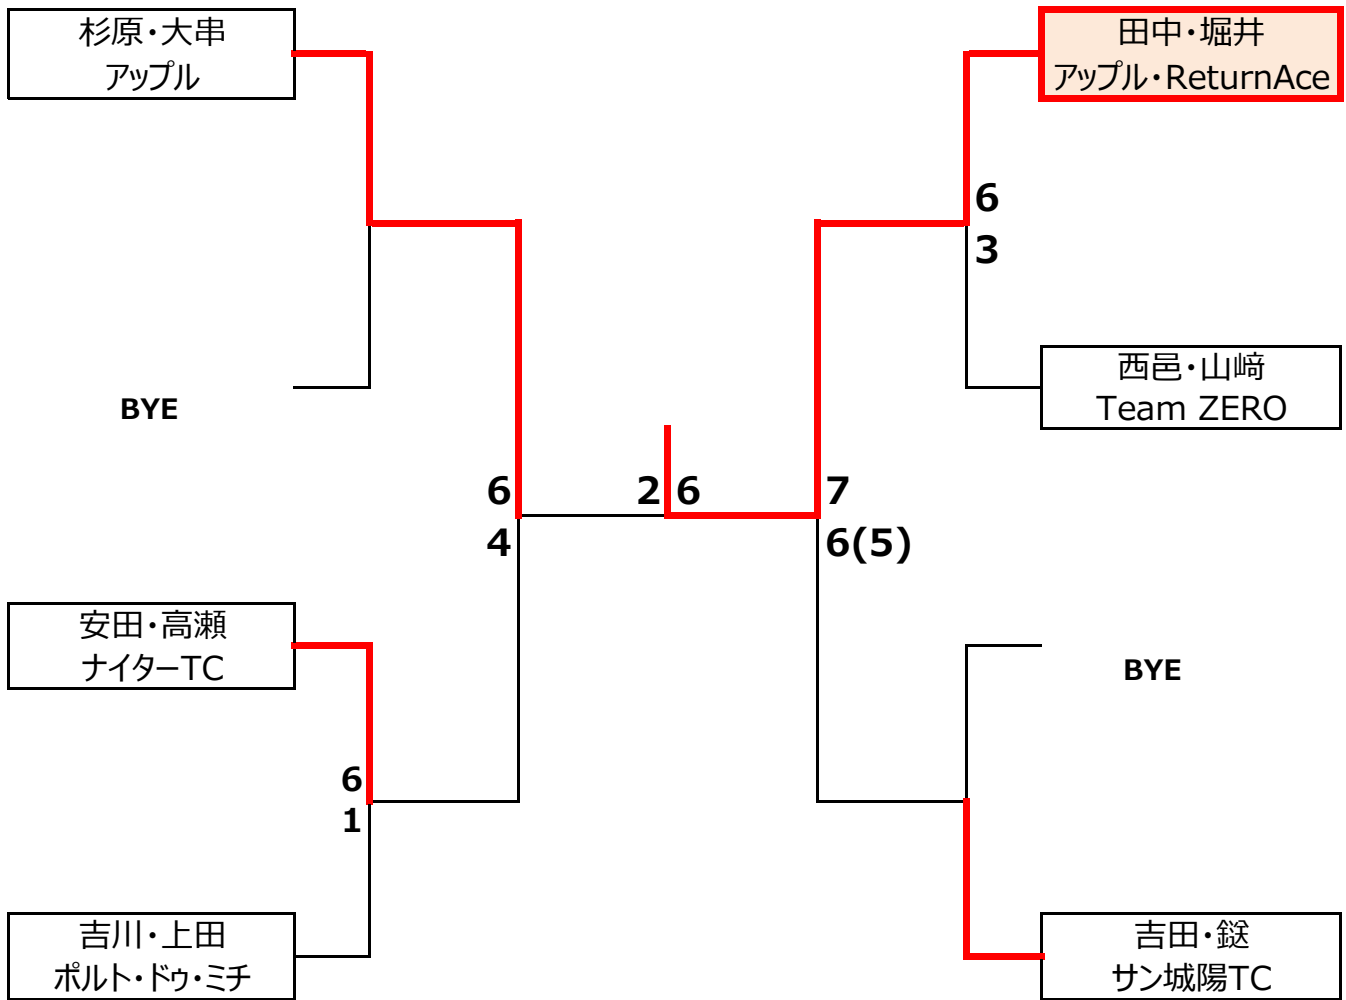 杉原・大串
アップル
BYE
6
4
安田・高瀬
ナイターTC
6
1
吉川・上田
ポルト・ドゥ・ミチ
2 6
田中・堀井
アップル・ReturnAce
6
3
西邑・山﨑
Team ZERO
7
6(5)
BYE
吉田・鎹
サン城陽TC